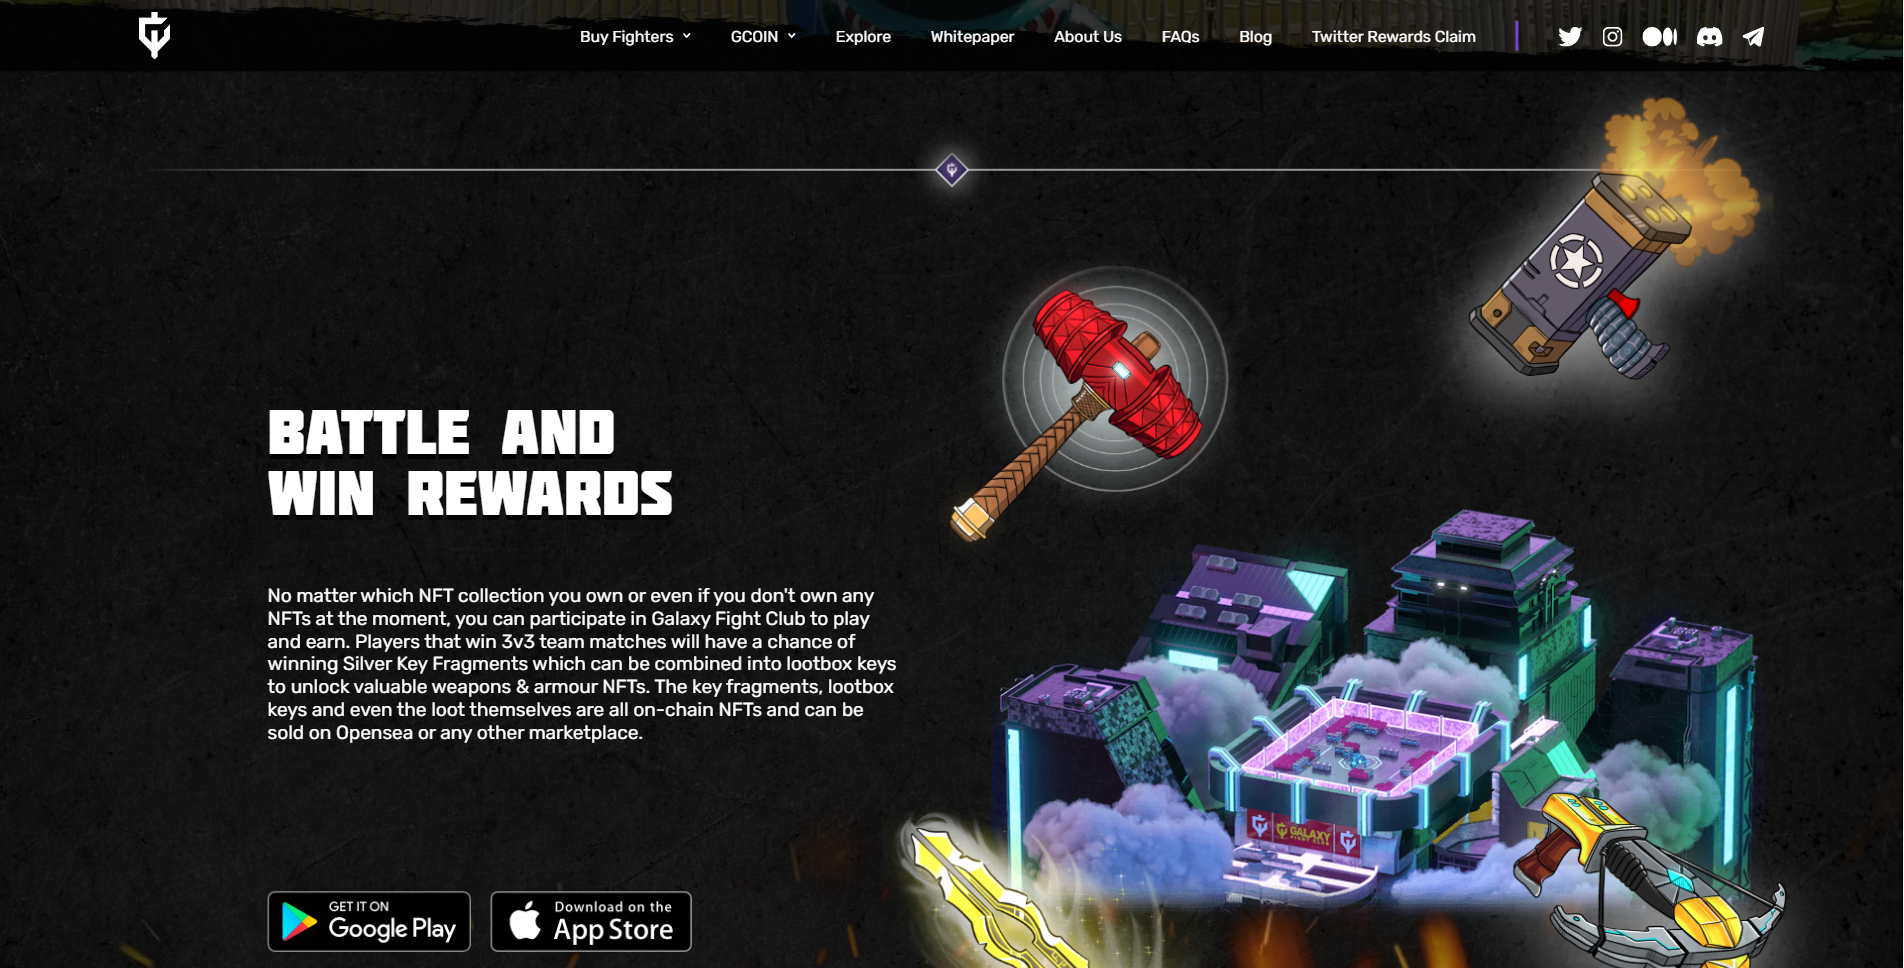 Buy Fighters
GCOIN
Explore
Whitepaper
About Us
FAQs
Blog
Twitter Rewards Claim
BATTLE AND
WIN REWARDS
No matter which NFT collection you own or even if you don't own any
NFTs at the moment, you can participate in Galaxy Fight Club to play
and earn. Players that win 3v3 team matches will have a chance of
winning Silver Key Fragments which can be combined into lootbox keys
to unlock valuable weapons & armour NFTs. The key fragments, lootbox
keys and even the loot themselves are all on-chain NFTs and can be
sold on Opensea or any other marketplace.
GALAXY
FIGHT CLUB
GET IT ON
Google Play
Download on the
App Store